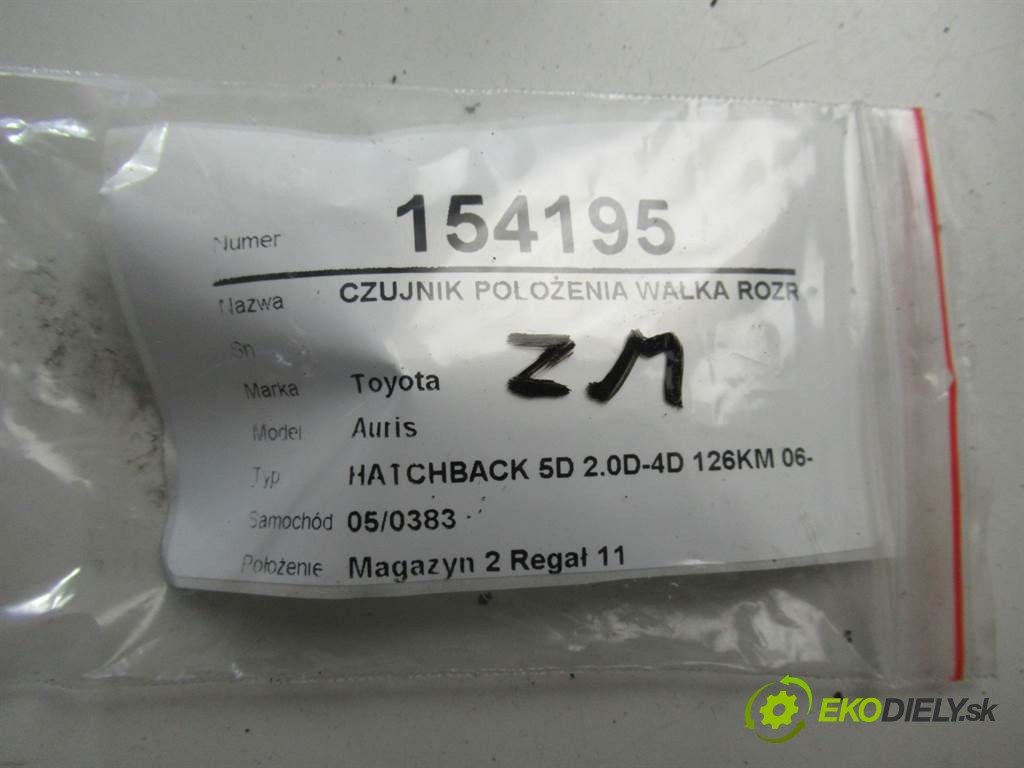 Numer 154195
Nazwa CZUJNIK POŁOŻENIA WAŁKA ROZR
Sn
ZM
Marka Toyota
Model Auris
Typ HATCHBACK 5D 2.0D-4D 126KM 06-
Samochód 05/0383
Położenie Magazyn 2 Regał 11
EKODIELY.sk